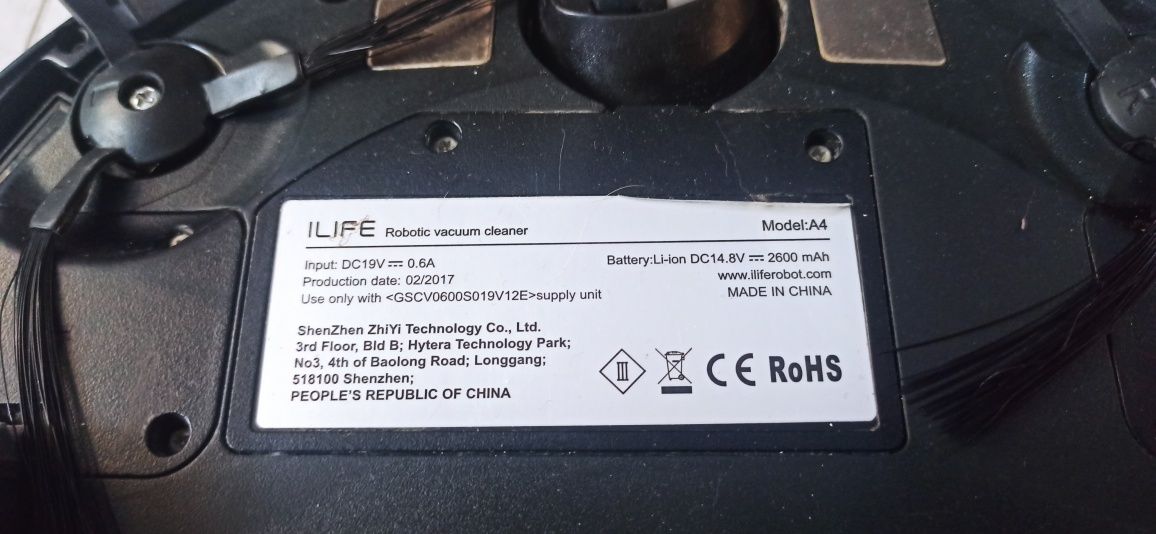 ILIFE Robotic vacuum cleaner Model:A4
Input: DC19V ⎓ 0.6A Battery:Li-ion DC14.8V ⎓ 2600 mAh
Production date: 02/2017 www.iliferobot.com
Use only with <GSCV0600S019V12E>supply unit MADE IN CHINA
ShenZhen ZhiYi Technology Co., Ltd.
3rd Floor, Bld B; Hytera Technology Park;
No3, 4th of Baolong Road; Longgang;
518100 Shenzhen;
PEOPLE'S REPUBLIC OF CHINA
III CE RoHS